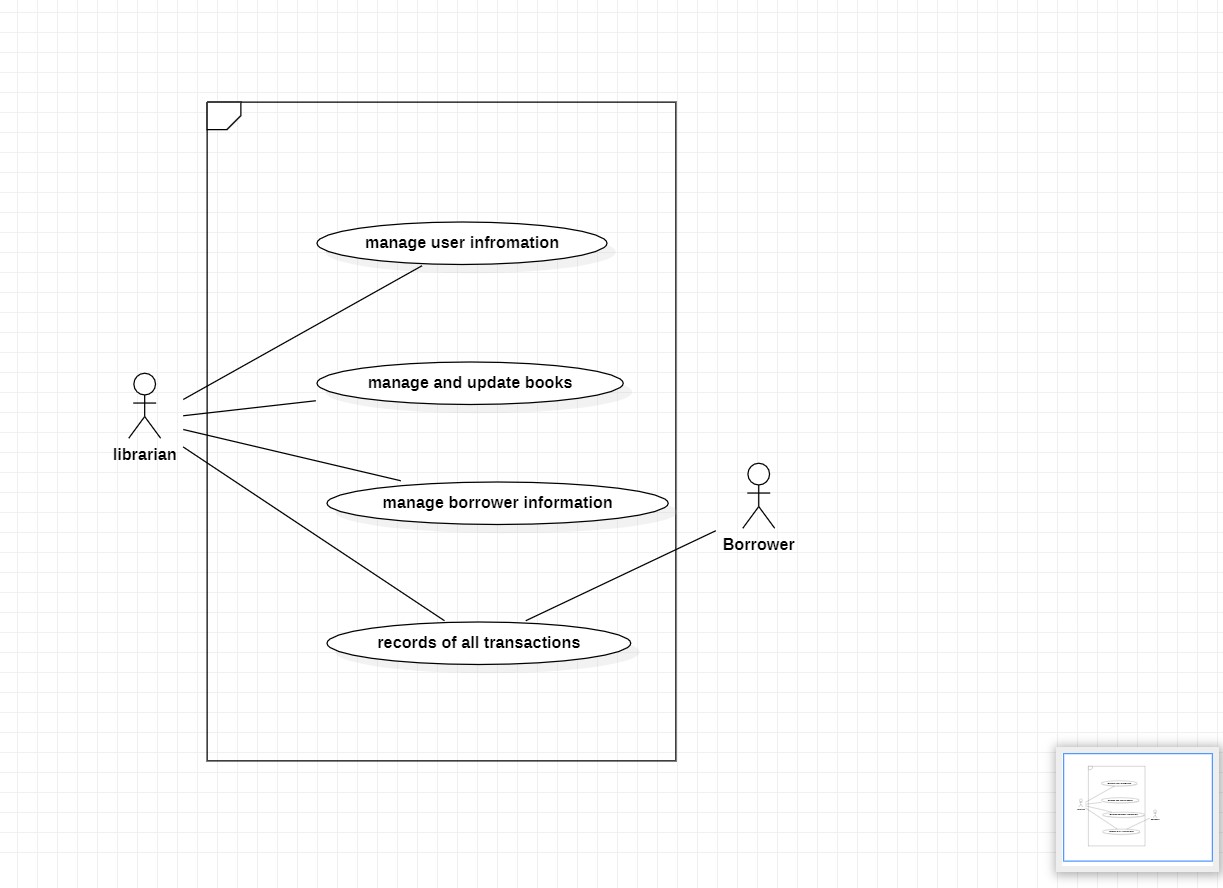 manage user infromation
manage and update books
librarian
manage borrower information
Borrower
records of all transactions